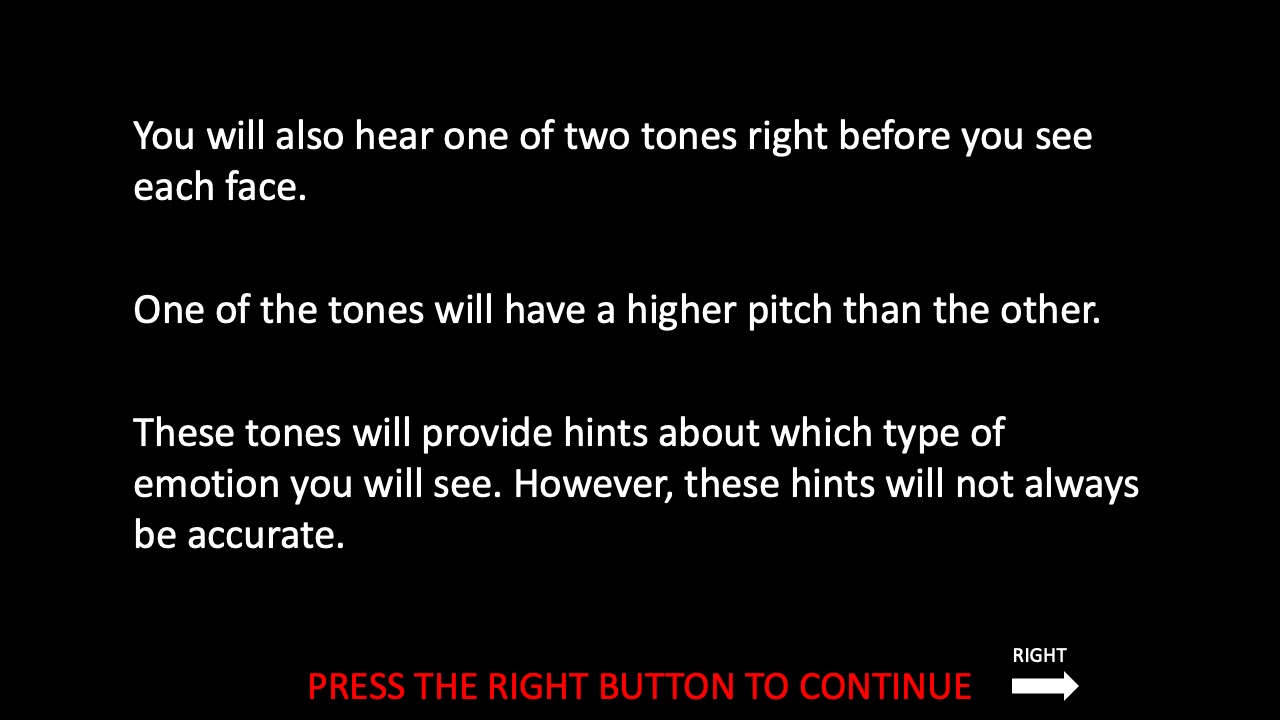 You will also hear one of two tones right before you see
each face.
One of the tones will have a higher pitch than the other.
These tones will provide hints about which type of
emotion you will see. However, these hints will not always
be accurate.
RIGHT
PRESS THE RIGHT BUTTON TO CONTINUE